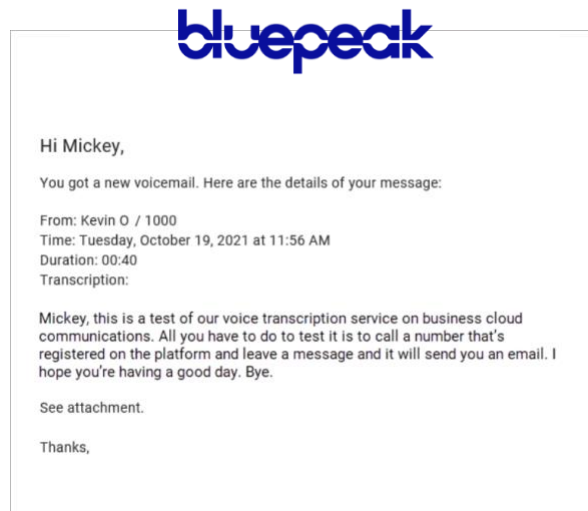 bluepeak
Hi Mickey,
You got a new voicemail. Here are the details of your message:
From: Kevin O / 1000
Time: Tuesday, October 19, 2021 at 11:56 AM
Duration: 00:40
Transcription:
Mickey, this is a test of our voice transcription service on business cloud
communications. All you have to do to test it is to call a number that's
registered on the platform and leave a message and it will send you an email. I
hope you're having a good day. Bye.
See attachment.
Thanks,